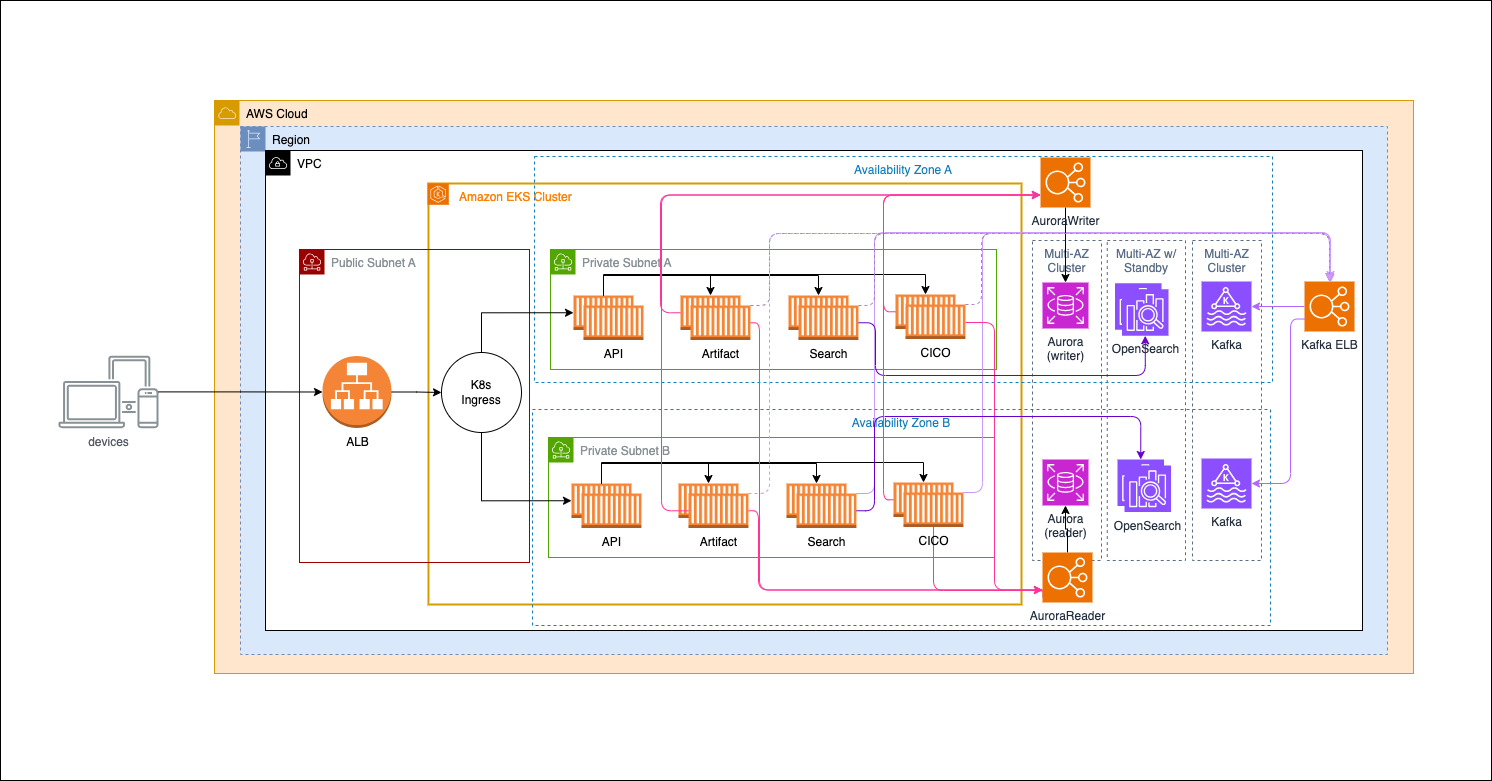 AWS Cloud
Region
VPC
Availability Zone A
Amazon EKS Cluster
AuroraWriter
Public Subnet A
Private Subnet A
Multi-AZ
Cluster
Multi-AZ w/
Standby
Multi-AZ
Cluster
API
Artifact
Search
CICO
Aurora
(writer)
OpenSearch
Kafka
Kafka ELB
K8s
Ingress
devices
ALB
Availability Zone B
Private Subnet B
API
Artifact
Search
CICO
Aurora
(reader)
OpenSearch
Kafka
AuroraReader